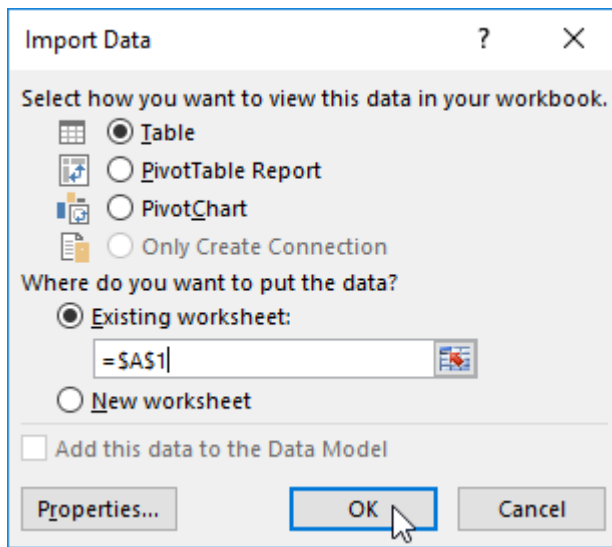 Import Data ?
Select how you want to view this data in your workbook.
Table
PivotTable Report
PivotChart
Only Create Connection
Where do you want to put the data?
Existing worksheet:
=$A$1
New worksheet
Add this data to the Data Model
Properties... OK Cancel